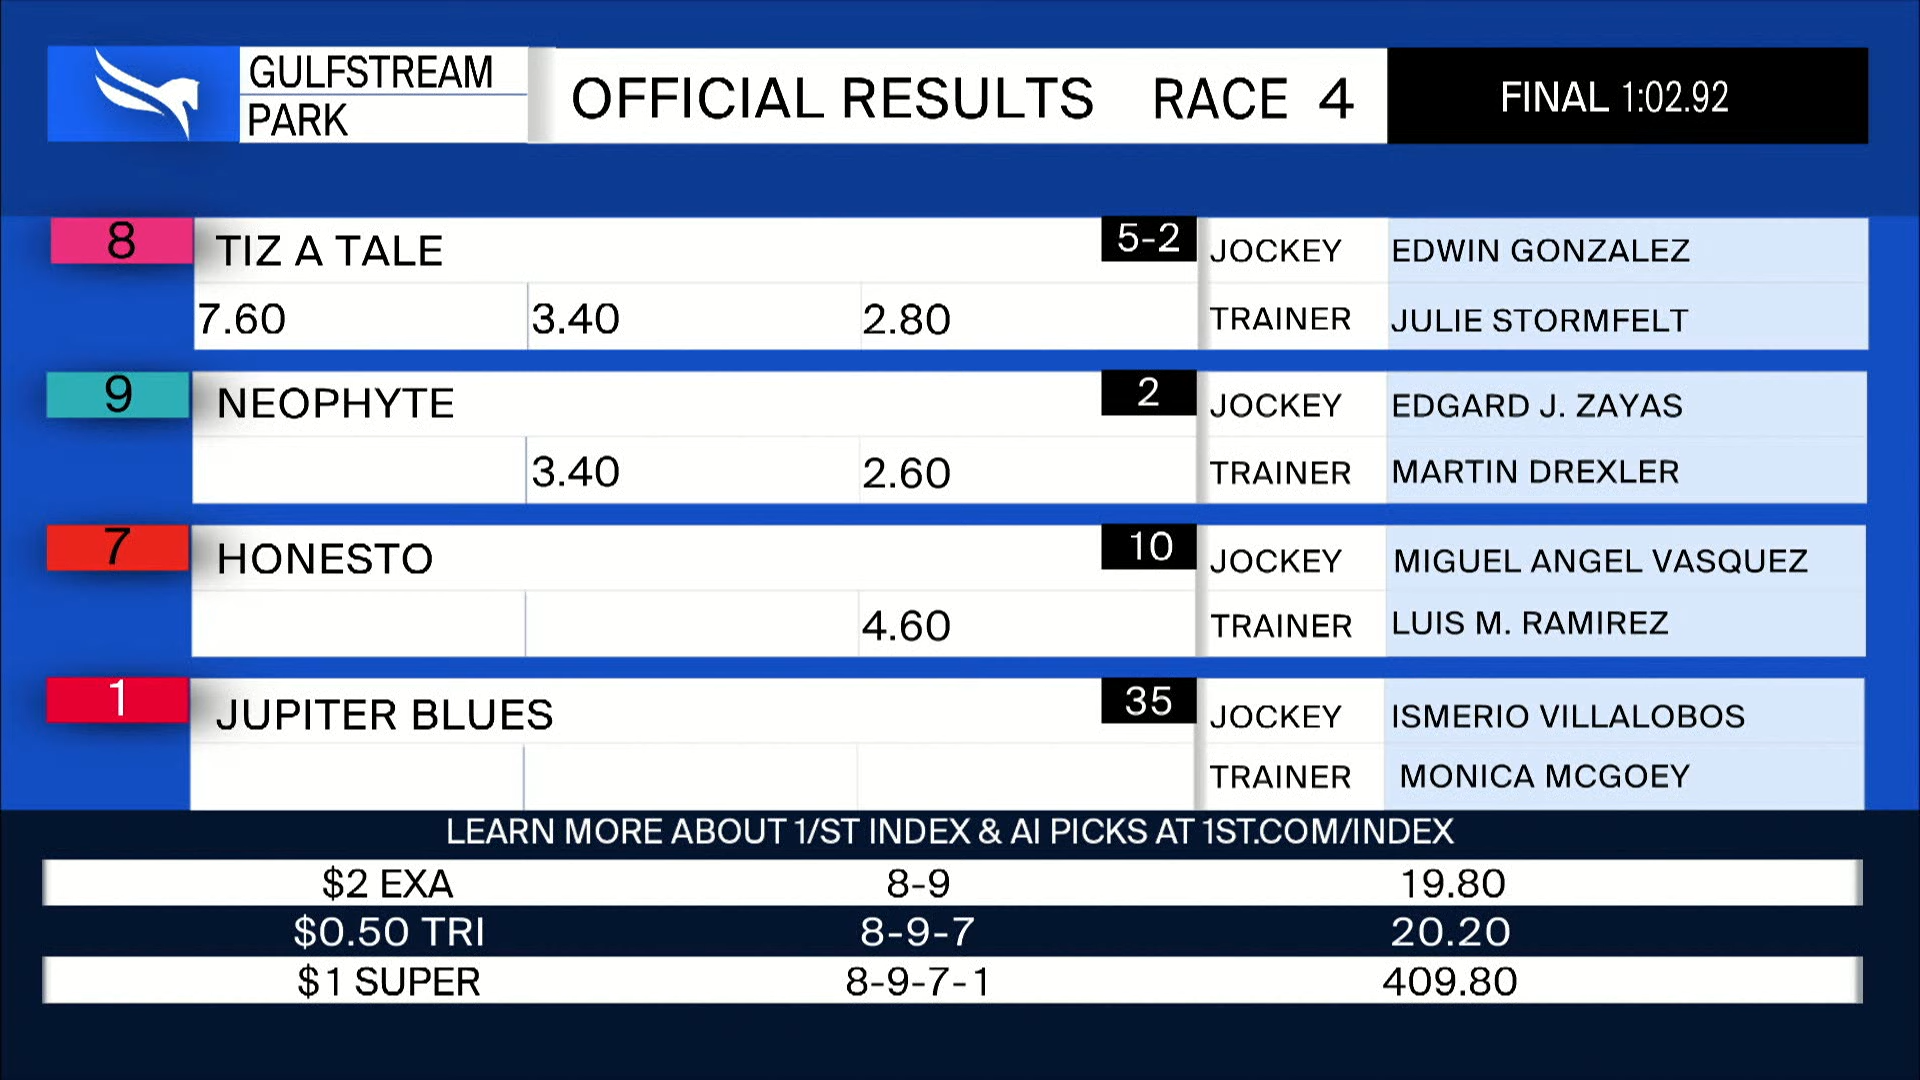 GULFSTREAM
PARK
OFFICIAL RESULTS RACE 4
FINAL 1:02.92
8 TIZ A TALE 5-2 JOCKEY EDWIN GONZALEZ
7.60 3.40 2.80 TRAINER JULIE STORMFELT
9 NEOPHYTE 2 JOCKEY EDGARD J. ZAYAS
3.40 2.60 TRAINER MARTIN DREXLER
7 HONESTO 10 JOCKEY MIGUEL ANGEL VASQUEZ
4.60 TRAINER LUIS M. RAMIREZ
1 JUPITER BLUES 35 JOCKEY ISMERIO VILLALOBOS
TRAINER MONICA MCGOEY
LEARN MORE ABOUT 1/ST INDEX & AI PICKS AT 1ST.COM/INDEX
$2 EXA 8-9 19.80
$0.50 TRI 8-9-7 20.20
$1 SUPER 8-9-7-1 409.80